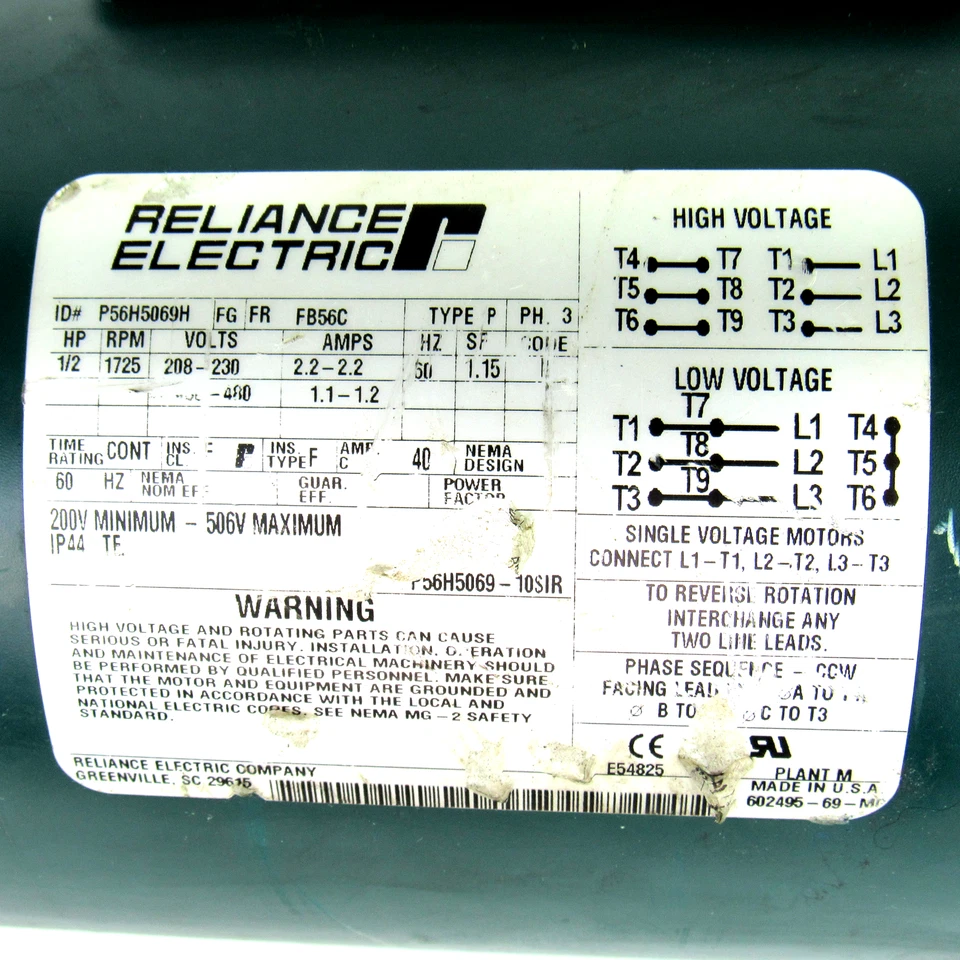 RELIANCE
ELECTRIC
ID# P56H5069H FG FR FB56C TYPE P PH. 3
HP RPM VOLTS AMPS HZ SF
1/2 1725 208-230 2.2-2.2 60 1.15
-480 1.1-1.2
TIME RATING CONT INS. CL. F INS. TYPE F 40 NEMA DESIGN
60 HZ NEMA NOM EFF GUAR. EFF. POWER FACTOR
200V MINIMUM - 506V MAXIMUM
IP44
P56H5069-10SIR
WARNING
HIGH VOLTAGE AND ROTATING PARTS CAN CAUSE
SERIOUS OR FATAL INJURY. INSTALLATION, OPERATION
AND MAINTENANCE OF ELECTRICAL MACHINERY SHOULD
BE PERFORMED BY QUALIFIED PERSONNEL. MAKE SURE
THAT THE MOTOR AND EQUIPMENT ARE GROUNDED AND
PROTECTED IN ACCORDANCE WITH THE LOCAL AND
NATIONAL ELECTRIC CODES. SEE NEMA MG-2 SAFETY
STANDARD.
RELIANCE ELECTRIC COMPANY
GREENVILLE, SC 29615
HIGH VOLTAGE
T4 T7 T1 L1
T5 T8 T2 L2
T6 T9 T3 L3
LOW VOLTAGE
T7
T1 L1 T4
T8
T2 L2 T5
T9
T3 L3 T6
SINGLE VOLTAGE MOTORS
CONNECT L1-T1, L2-T2, L3-T3
TO REVERSE ROTATION
INTERCHANGE ANY
TWO LINE LEADS.
PHASE SEQUENCE - CCW
FACING LEAD A TO
Ø B TO Ø C TO T3
CE UR
E54825
PLANT M
MADE IN U.S.A.
602495-69-